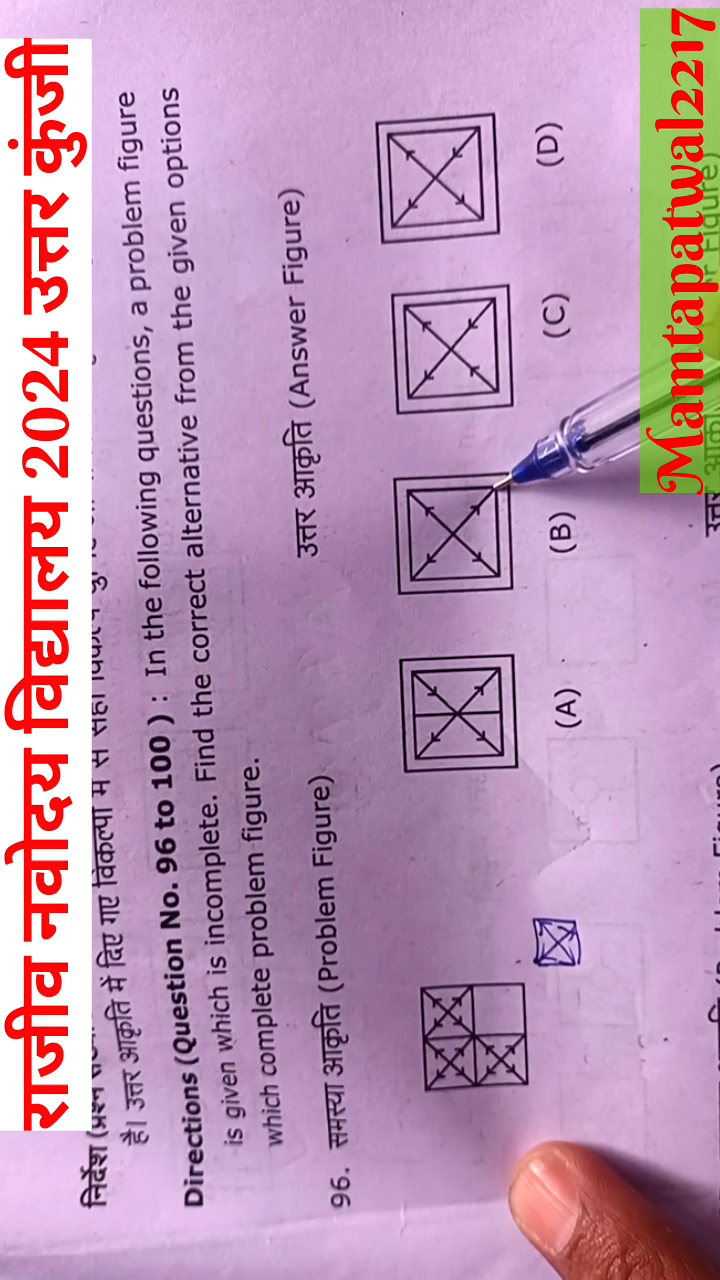 राजीव नवोदय विद्यालय 2024 उत्तर कुंजी
है। उत्तर आकृति में दिए गए विकल्पों में से सही
Directions (Question No. 96 to 100 ) : In the following questions, a problem figure
is given which is incomplete. Find the correct alternative from the given options
which complete problem figure.
96. समस्या आकृति (Problem Figure)
उत्तर आकृति (Answer Figure)
(A)
(B)
(C)
(D)
Mamtapatwal2217